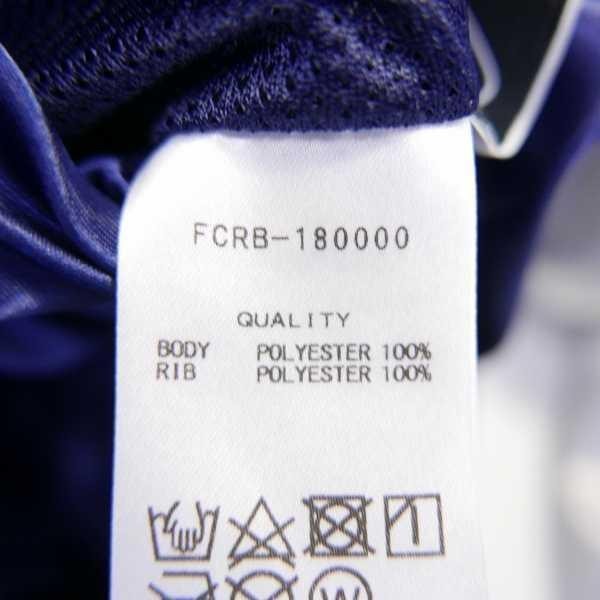 FCRB-180000
QUALITY
BODY POLYESTER 100%
RIB POLYESTER 100%
W